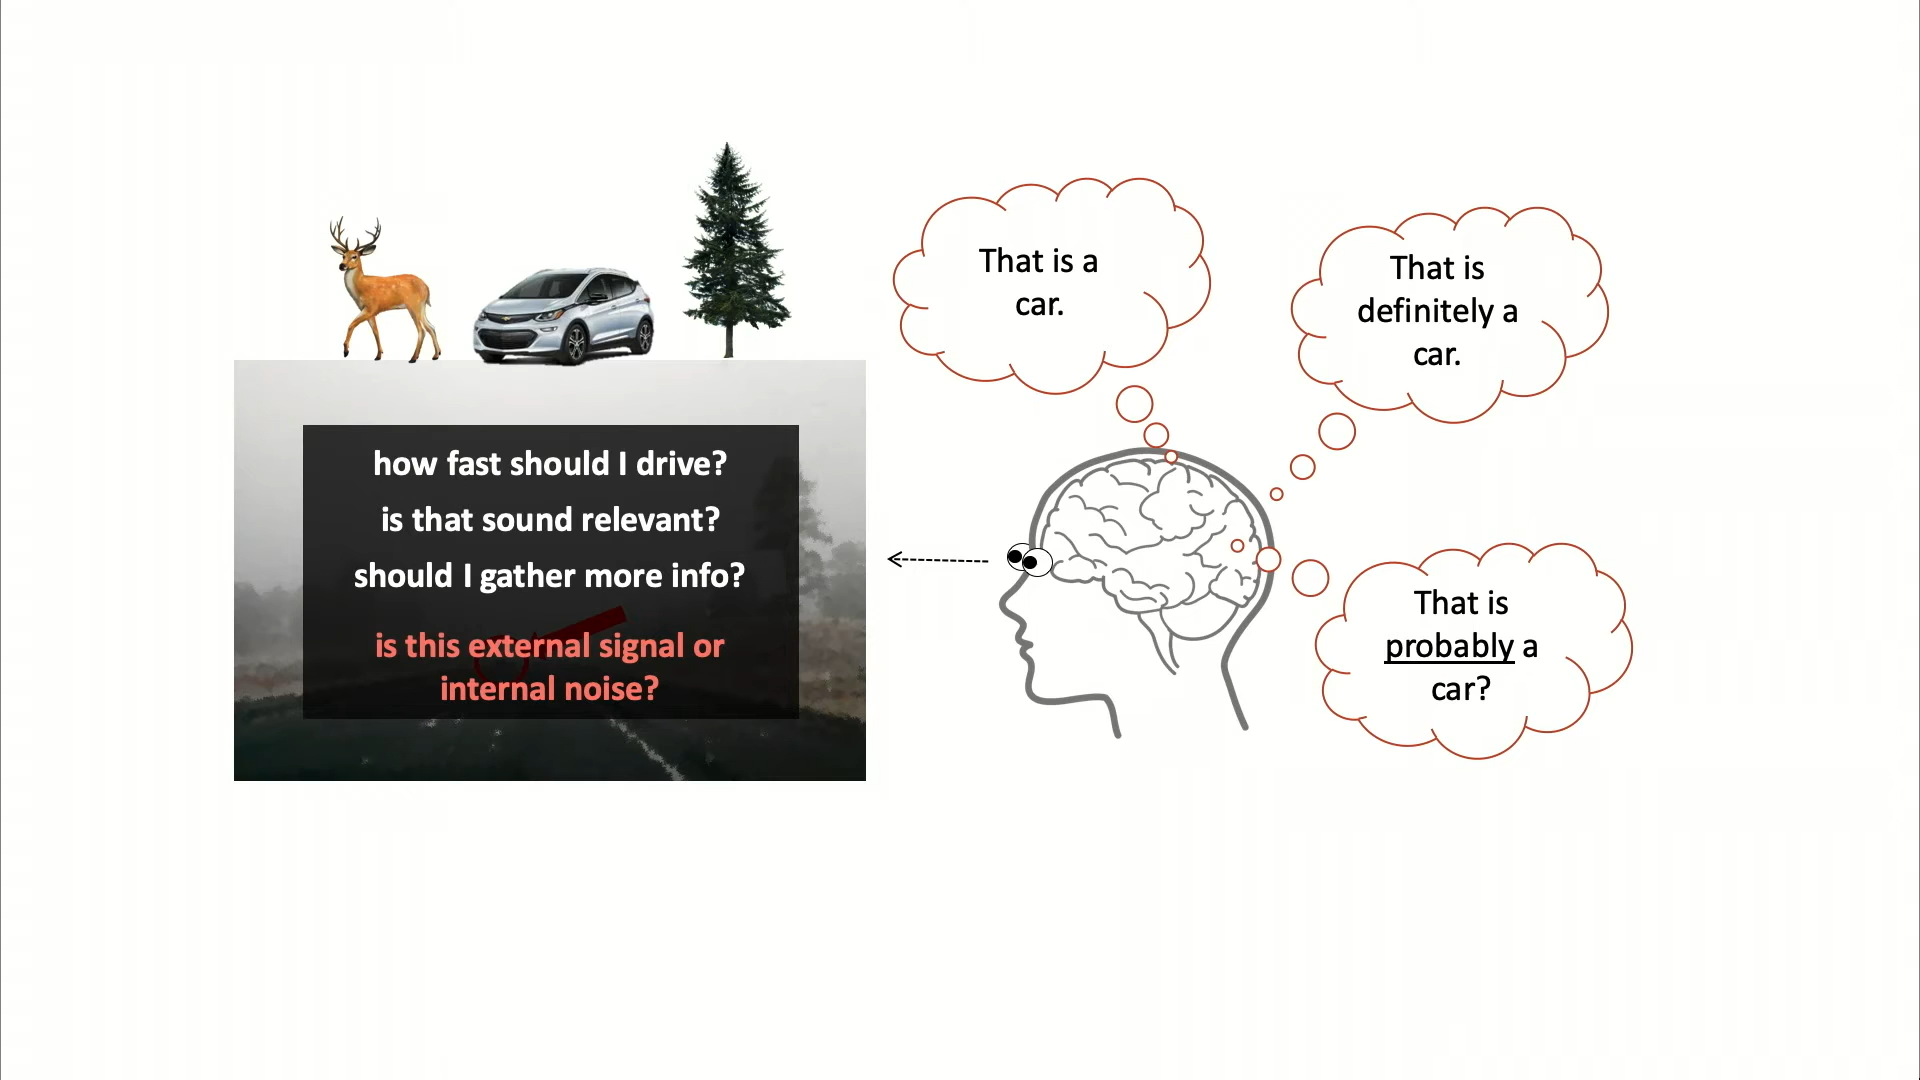 how fast should I drive?
is that sound relevant?
should I gather more info?
is this external signal or
internal noise?
That is a
car.
That is
definitely a
car.
That is
probably a
car?